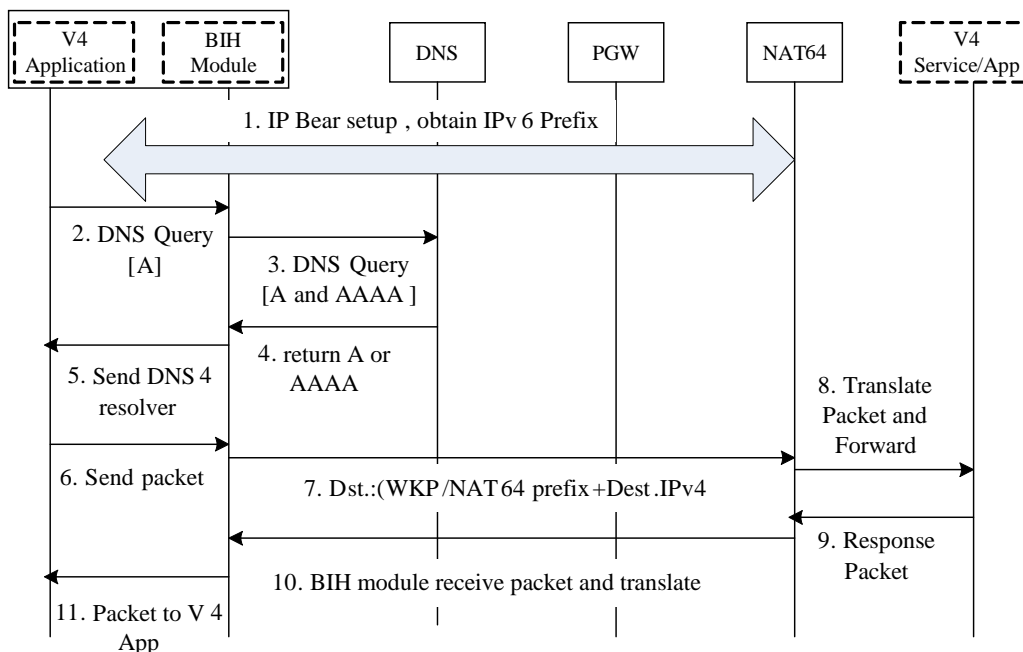 V4
Application
BIH
Module
DNS
PGW
NAT64
V4
Service/App
1. IP Bear setup , obtain IPv 6 Prefix
2. DNS Query
[A]
3. DNS Query
[A and AAAA ]
4. return A or
AAAA
5. Send DNS 4
resolver
6. Send packet
7. Dst.:(WKP/NAT64 prefix+Dest.IPv4
8. Translate
Packet and
Forward
9. Response
Packet
10. BIH module receive packet and translate
11. Packet to V 4
App